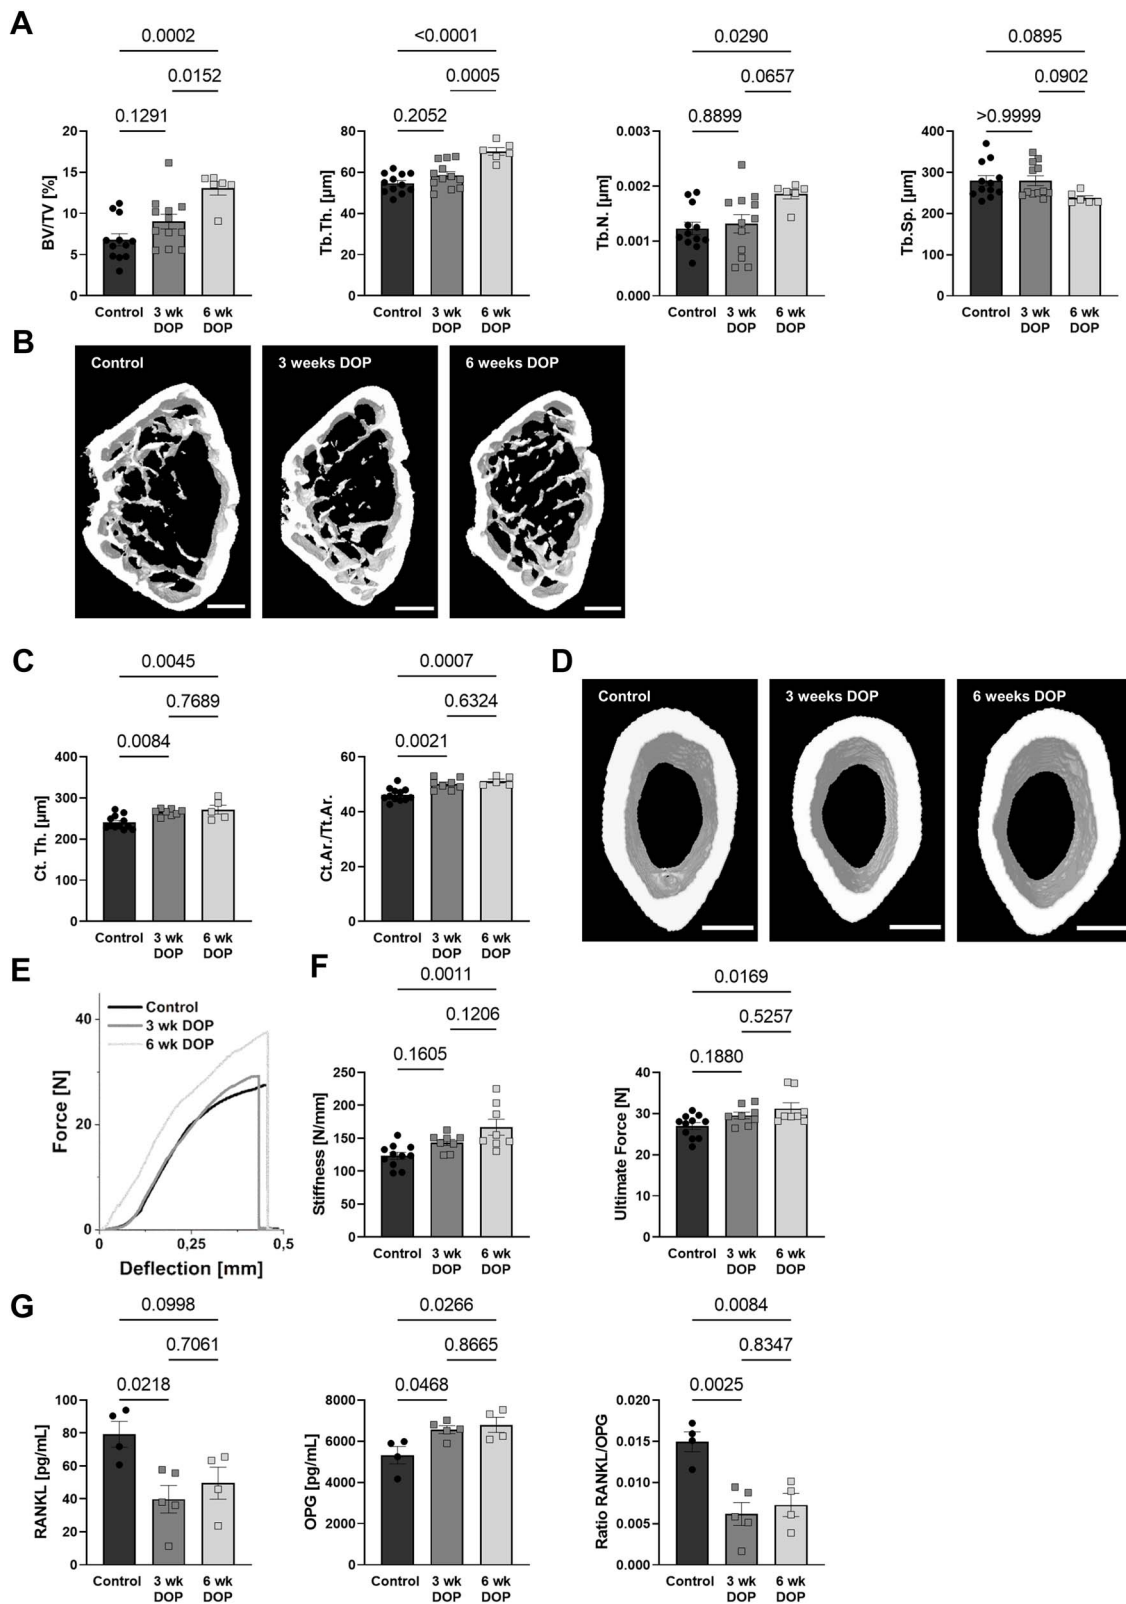 A
0.0002
0.0152
0.1291
BV/TV [%]
20
15
10
5
0
Control
3 wk
DOP
6 wk
DOP
<0.0001
0.0005
0.2052
Tb.Th. [µm]
80
60
40
20
0
Control
3 wk
DOP
6 wk
DOP
0.0290
0.0657
0.8899
Tb.N. [µm]
0.003
0.002
0.001
0.000
Control
3 wk
DOP
6 wk
DOP
0.0895
0.0902
>0.9999
Tb.Sp. [µm]
400
300
200
100
0
Control
3 wk
DOP
6 wk
DOP
B
Control
3 weeks DOP
6 weeks DOP
C
0.0045
0.7689
0.0084
Ct. Th. [µm]
400
300
200
100
0
Control
3 wk
DOP
6 wk
DOP
0.0007
0.6324
0.0021
Ct.Ar./Tt.Ar.
60
40
20
0
Control
3 wk
DOP
6 wk
DOP
D
Control
3 weeks DOP
6 weeks DOP
E
Control
3 wk DOP
6 wk DOP
Force [N]
40
20
0
0
0,25
0,5
Deflection [mm]
F
0.0011
0.1206
0.1605
Stiffness [N/mm]
250
200
150
100
50
0
Control
3 wk
DOP
6 wk
DOP
0.0169
0.5257
0.1880
Ultimate Force [N]
40
30
20
10
0
Control
3 wk
DOP
6 wk
DOP
G
0.0998
0.7061
0.0218
RANKL [pg/mL]
100
80
60
40
20
0
Control
3 wk
DOP
6 wk
DOP
0.0266
0.8665
0.0468
OPG [pg/mL]
8000
6000
4000
2000
0
Control
3 wk
DOP
6 wk
DOP
0.0084
0.8347
0.0025
Ratio RANKL/OPG
0.020
0.015
0.010
0.005
0.000
Control
3 wk
DOP
6 wk
DOP